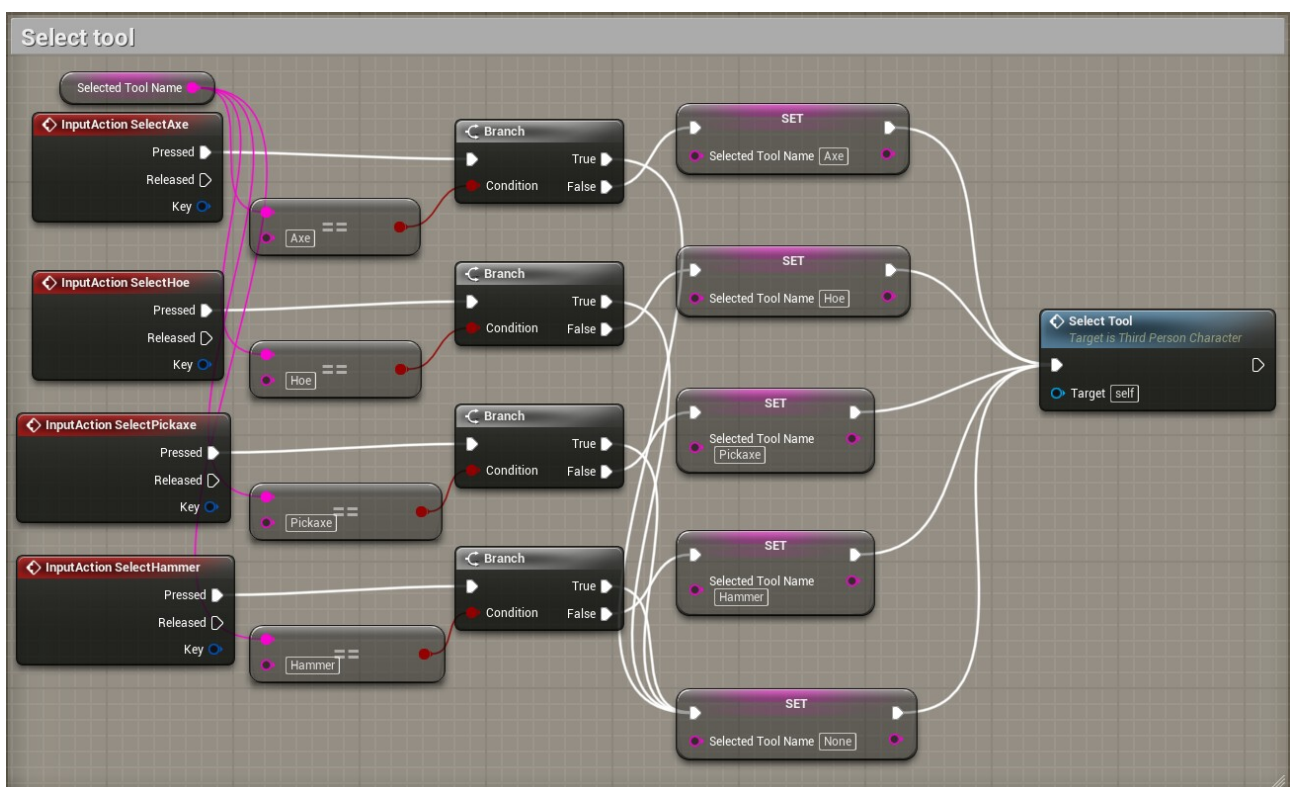 Select tool
Selected Tool Name
InputAction SelectAxe
Pressed
Released
Key
==
Axe
Branch
True
Condition
False
SET
Selected Tool Name Axe
InputAction SelectHoe
Pressed
Released
Key
==
Hoe
Branch
True
Condition
False
SET
Selected Tool Name Hoe
InputAction SelectPickaxe
Pressed
Released
Key
==
Pickaxe
Branch
True
Condition
False
SET
Selected Tool Name
Pickaxe
InputAction SelectHammer
Pressed
Released
Key
==
Hammer
Branch
True
Condition
False
SET
Selected Tool Name
Hammer
SET
Selected Tool Name None
Select Tool
Target is Third Person Character
Target self